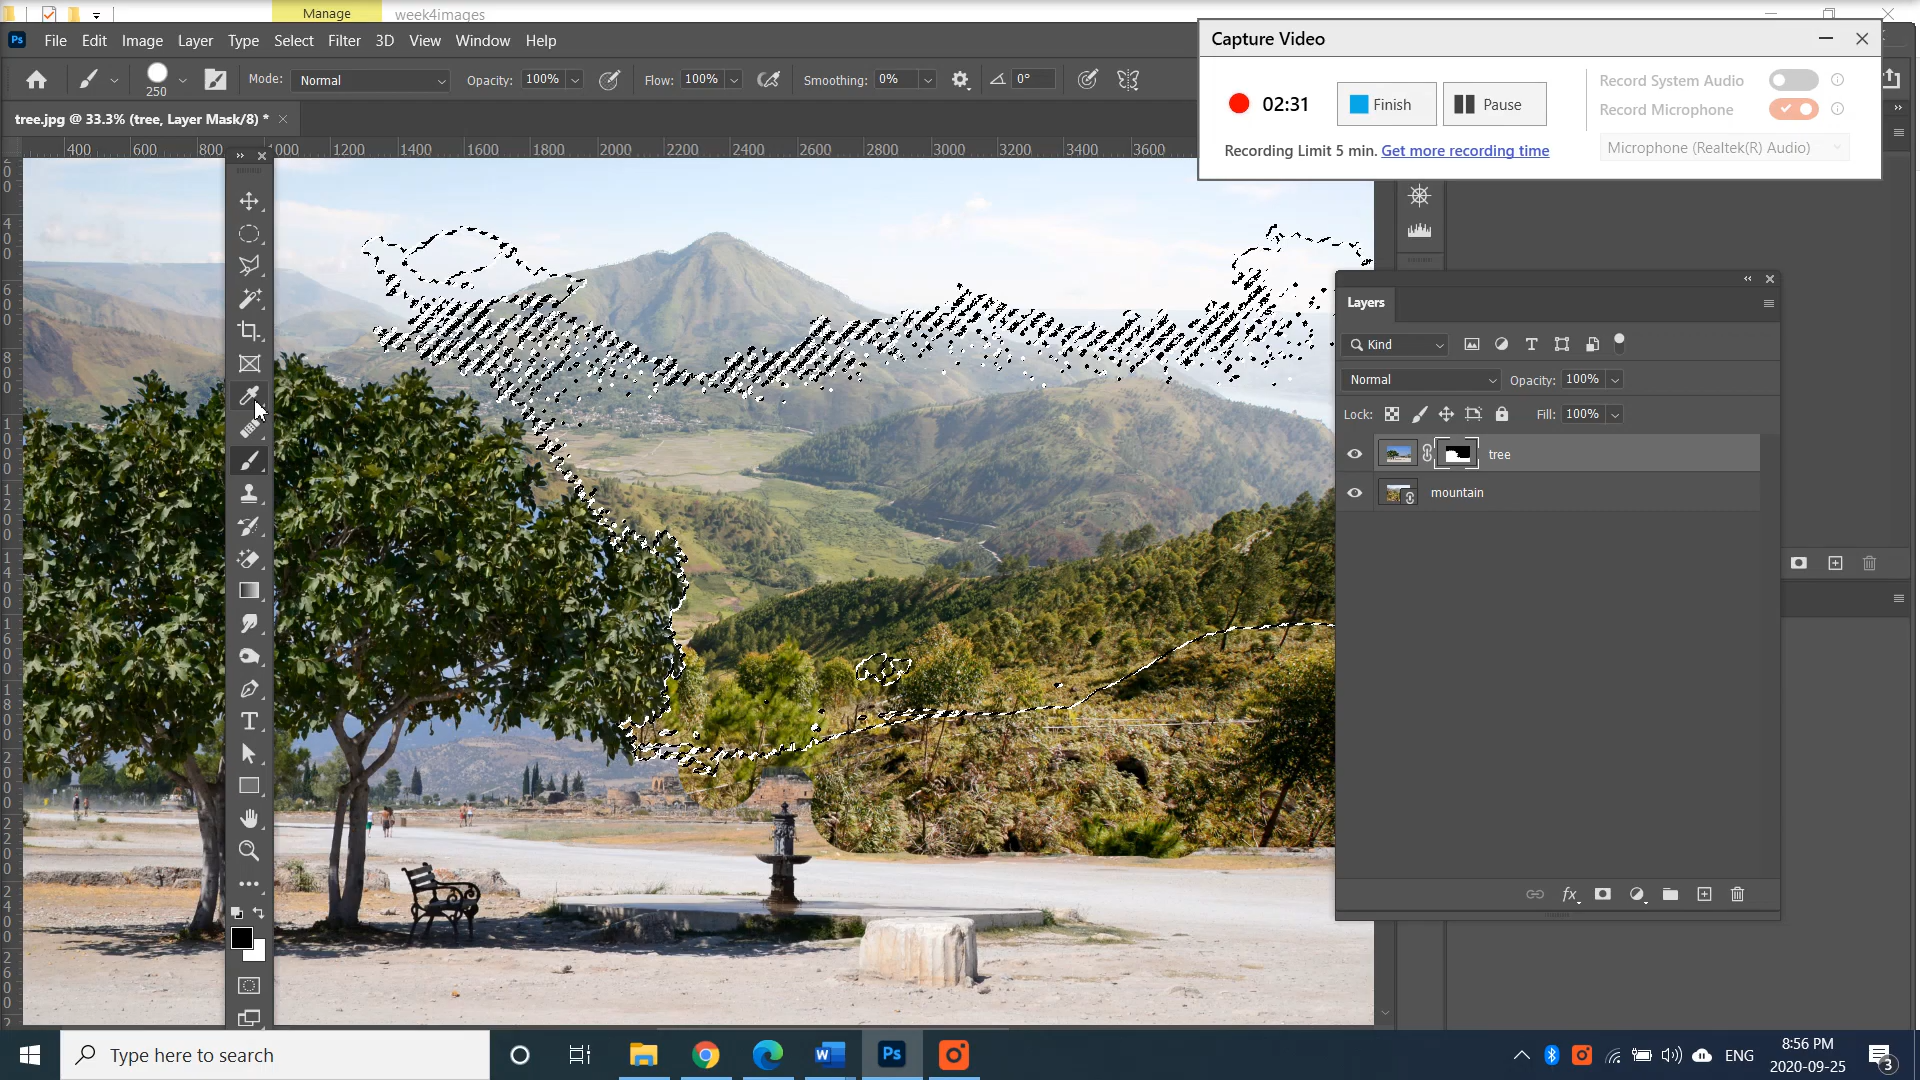 Manage
week4images
Ps File Edit Image Layer Type Select Filter 3D View Window Help
250 Mode: Normal Opacity: 100% Flow: 100% Smoothing: 0% 0°
tree.jpg @ 33.3% (tree, Layer Mask/8) *
400 600 800 1000 1200 1400 1600 1800 2000 2200 2400 2600 2800 3000 3200 3400 3600
Capture Video
02:31 Finish Pause
Recording Limit 5 min. Get more recording time
Record System Audio
Record Microphone
Microphone (Realtek(R) Audio)
Layers
Kind
Normal Opacity: 100%
Lock: Fill: 100%
tree
mountain
fx
Type here to search
Ps
ENG
8:56 PM
2020-09-25
3